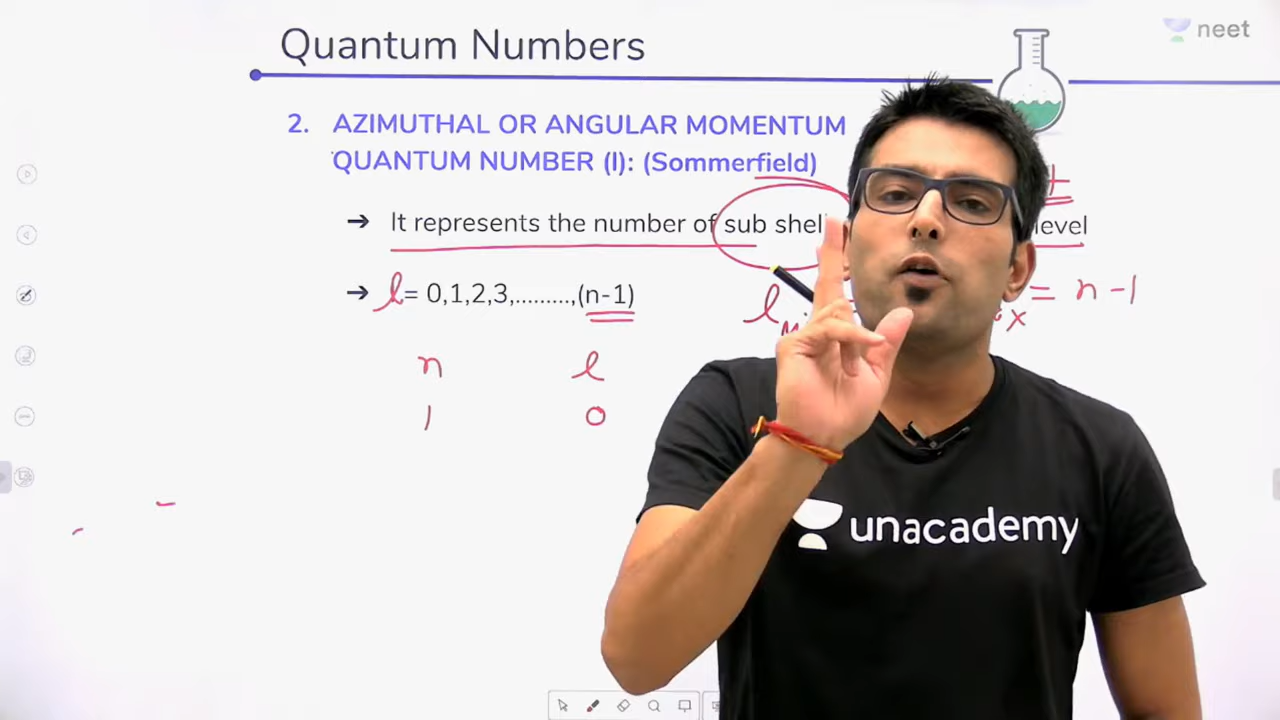 Quantum Numbers
neet
2. AZIMUTHAL OR ANGULAR MOMENTUM
QUANTUM NUMBER (l): (Sommerfield)
→ It represents the number of sub level
→ l = 0,1,2,3,.........,(n-1)
l = n - 1
n l
1 0
unacademy